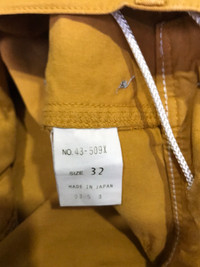 NO. 43-5091
SIZE 32
MADE IN JAPAN